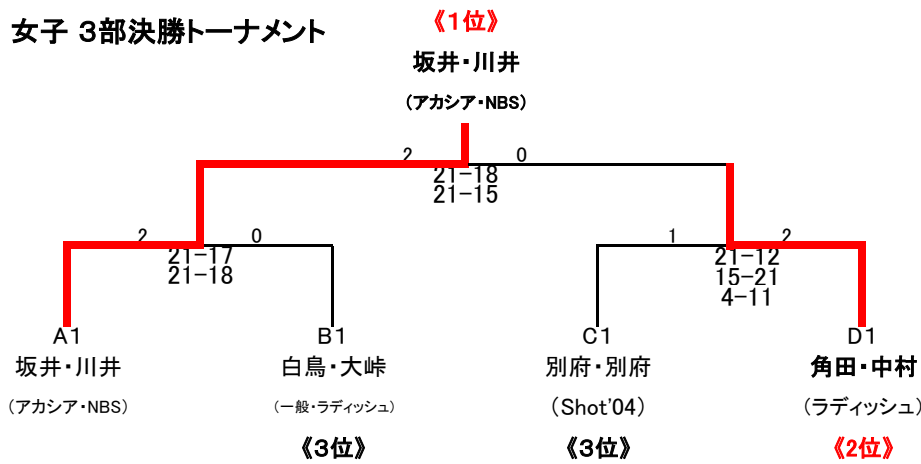 女子 3部決勝トーナメント
《1位》
坂井・川井
(アカシア・NBS)
2 0
21-18
21-15
2 0
21-17
21-18
1 2
21-12
15-21
4-11
A1 B1 C1 D1
坂井・川井 白鳥・大峠 別府・別府 角田・中村
(アカシア・NBS) (一般・ラディッシュ) (Shot'04) (ラディッシュ)
《3位》 《3位》 《2位》